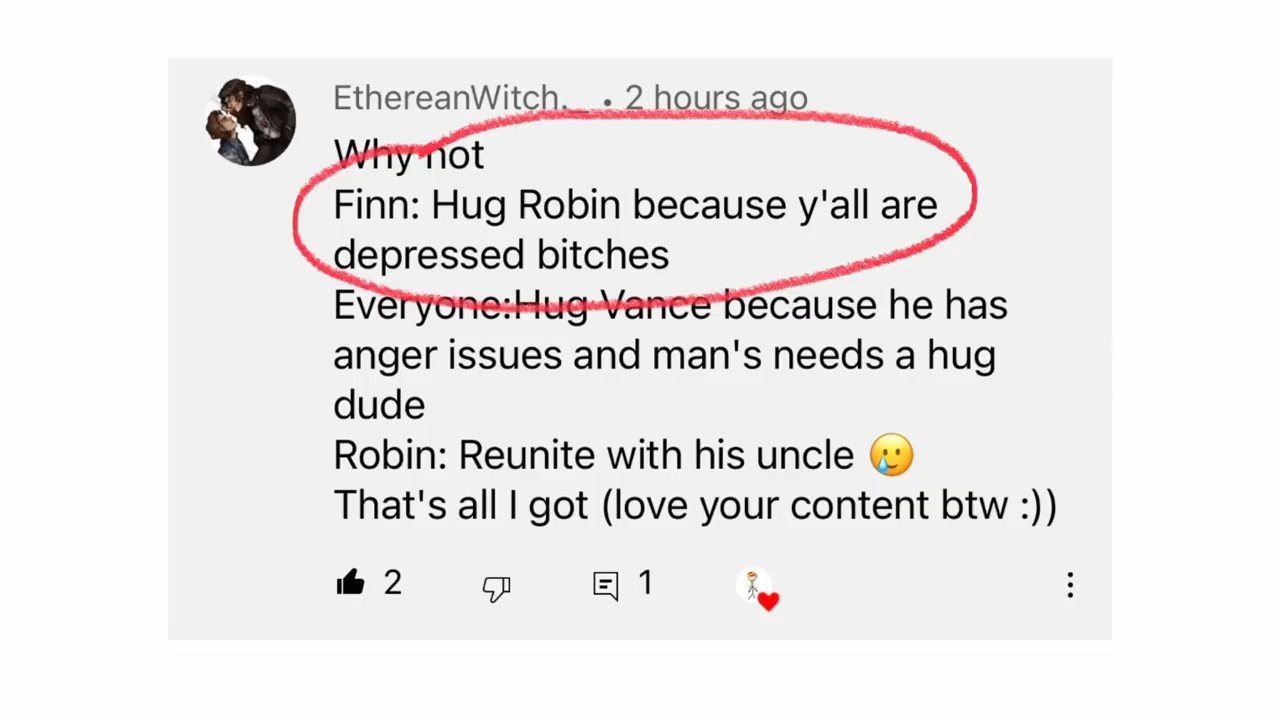 EthereanWitch._ • 2 hours ago
Why not
Finn: Hug Robin because y'all are
depressed bitches
Everyone:Hug Vance because he has
anger issues and man's needs a hug
dude
Robin: Reunite with his uncle 🥲
That's all I got (love your content btw :))
2 1